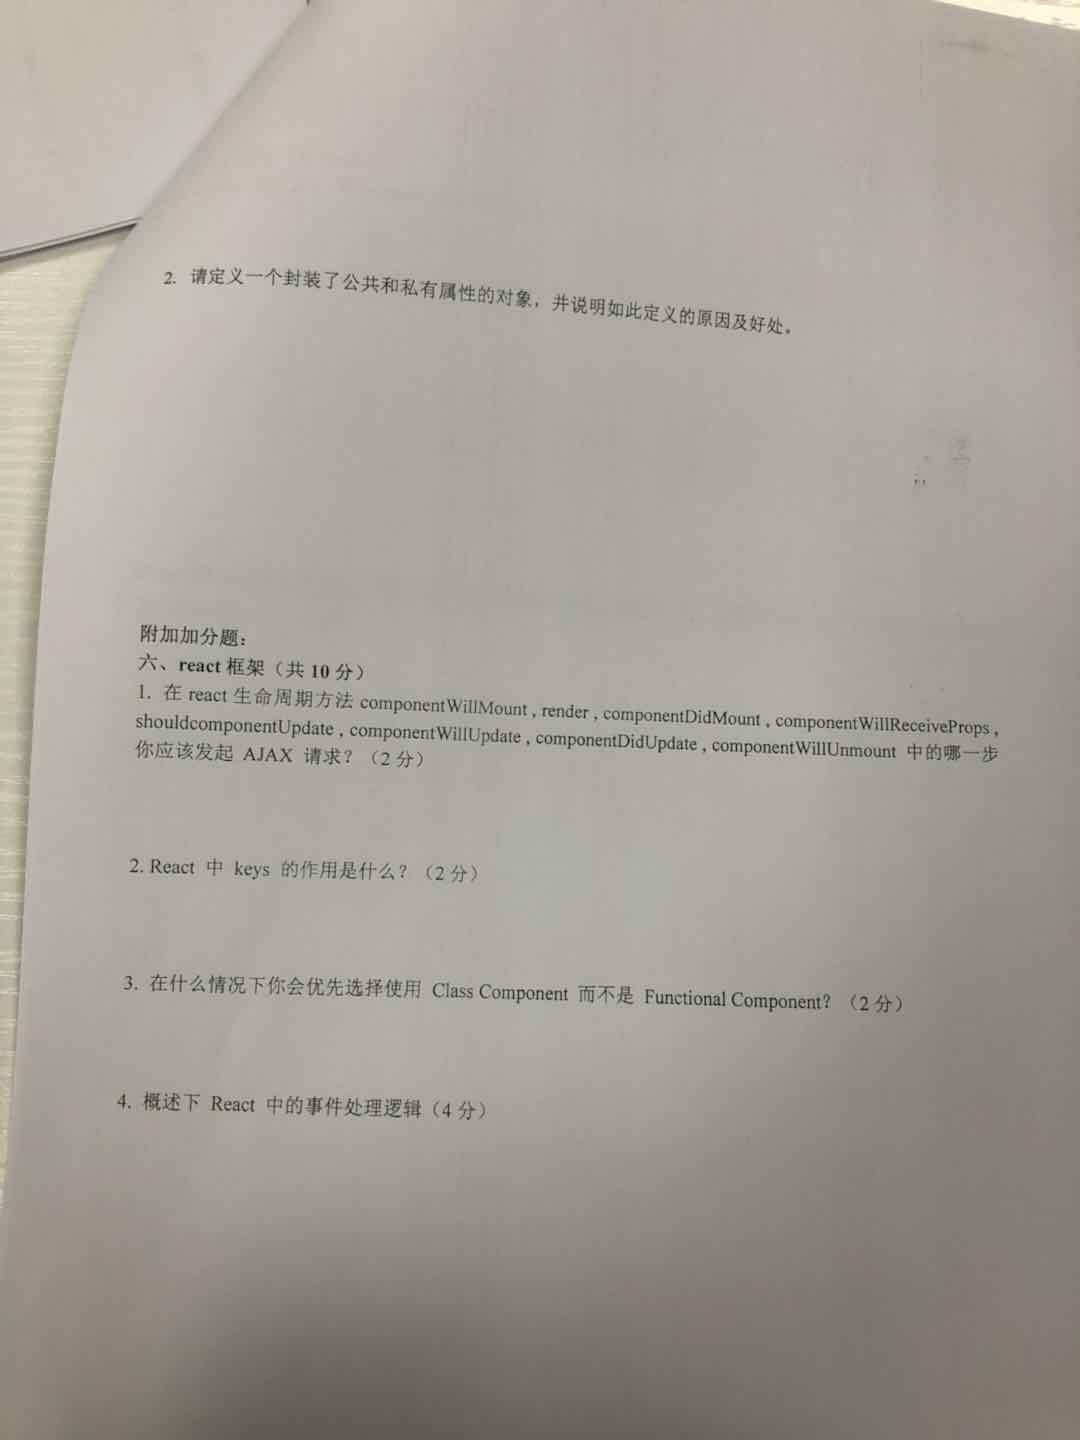 2. 请定义一个封装了公共和私有属性的对象，并说明如此定义的原因及好处。
附加加分题：
六、react 框架（共 10 分）
1. 在 react 生命周期方法 componentWillMount , render , componentDidMount , componentWillReceiveProps ,
shouldcomponentUpdate , componentWillUpdate , componentDidUpdate , componentWillUnmount 中的哪一步
你应该发起 AJAX 请求？（2 分）
2. React 中 keys 的作用是什么？（2 分）
3. 在什么情况下你会优先选择使用 Class Component 而不是 Functional Component？（2 分）
4. 概述下 React 中的事件处理逻辑（4 分）